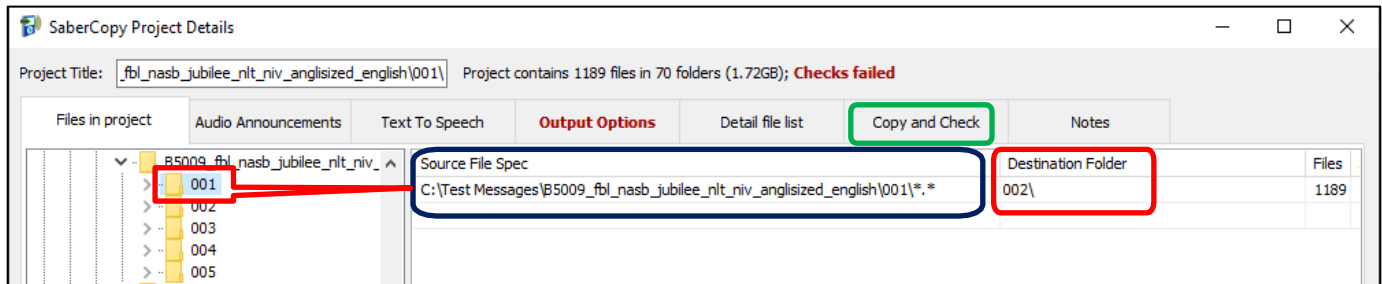 SaberCopy Project Details
Project Title: _fbl_nasb_jubilee_nlt_niv_anglisized_english\001\ Project contains 1189 files in 70 folders (1.72GB); Checks failed
Files in project Audio Announcements Text To Speech Output Options Detail file list Copy and Check Notes
B5009_fbl_nasb_jubilee_nlt_niv_ Source File Spec Destination Folder Files
001 C:\Test Messages\B5009_fbl_nasb_jubilee_nlt_niv_anglisized_english\001\*.* 002\ 1189
002
003
004
005